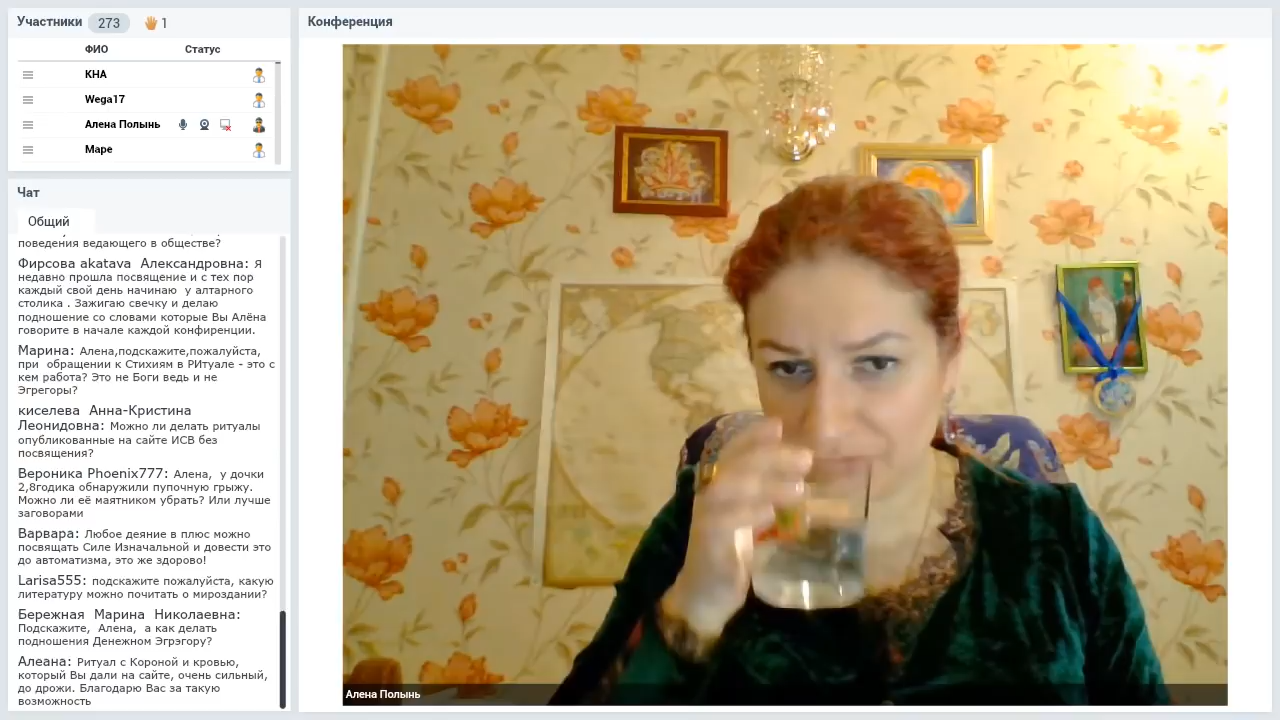 Участники 273 1
ФИО Статус
КНА
Wega17
Алена Полынь
Маре
Чат
Общий
поведения ведающего в обществе?
Фирсова akatava Александровна: Я
недавно прошла посвящение и с тех пор
каждый свой день начинаю у алтарного
столика . Зажигаю свечку и делаю
подношение со словами которые Вы Алёна
говорите в начале каждой конфиренции.
Марина: Алена,подскажите,пожалуйста,
при обращении к Стихиям в РИтуале - это с
кем работа? Это не Боги ведь и не
Эгрегоры?
киселева Анна-Кристина
Леонидовна: Можно ли делать ритуалы
опубликованные на сайте ИСВ без
посвящения?
Вероника Phoenix777: Алена, у дочки
2,8годика обнаружили пупочную грыжу.
Можно ли её маятником убрать? Или лучше
заговорами
Варвара: Любое деяние в плюс можно
посвящать Силе Изначальной и довести это
до автоматизма, это же здорово!
Larisa555: подскажите пожалуйста, какую
литературу можно почитать о мироздании?
Бережная Марина Николаевна:
Подскажите, Алена, а как делать
подношения Денежном Эгрэгору?
Алеана: Ритуал с Короной и кровью,
который Вы дали на сайте, очень сильный,
до дрожи. Благодарю Вас за такую
возможность
Конференция
Алена Полынь